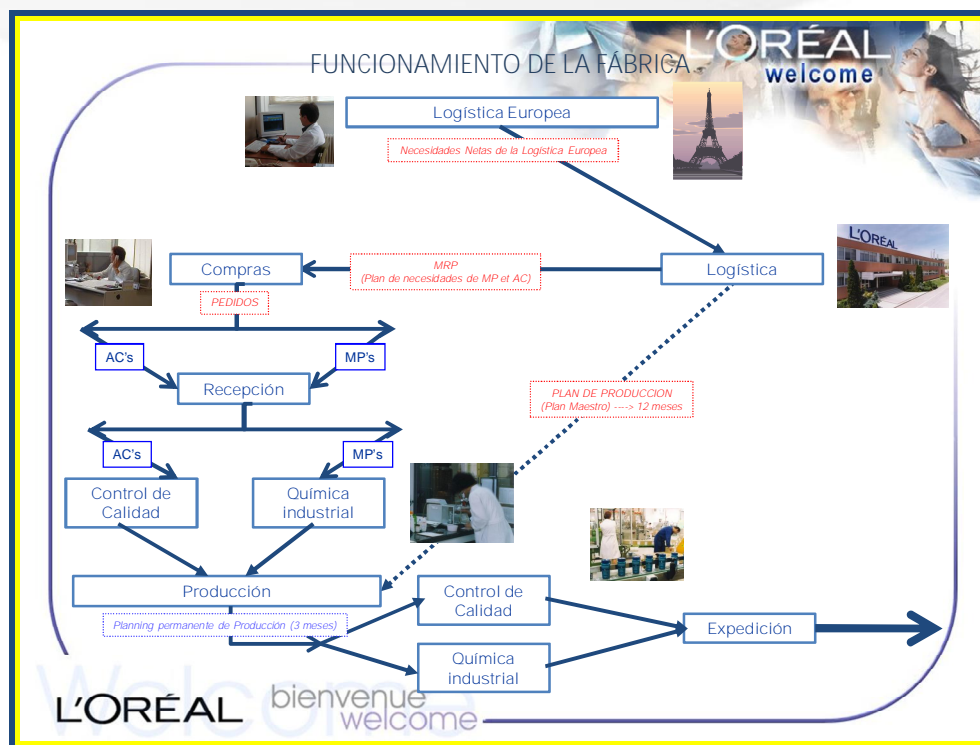 FUNCIONAMIENTO DE LA FÁBRICA
L'ORÉAL
welcome
Logística Europea
Necesidades Netas de la Logística Europea
L'ORÉAL
Compras
MRP
(Plan de necesidades de MP et AC)
Logística
PEDIDOS
AC's
MP's
Recepción
PLAN DE PRODUCCION
(Plan Maestro) ----> 12 meses
AC's
MP's
Control de
Calidad
Química
industrial
Producción
Control de
Calidad
Planning permanente de Producción (3 meses)
Expedición
Química
industrial
Welcome
L'ORÉAL
bienvenue
welcome